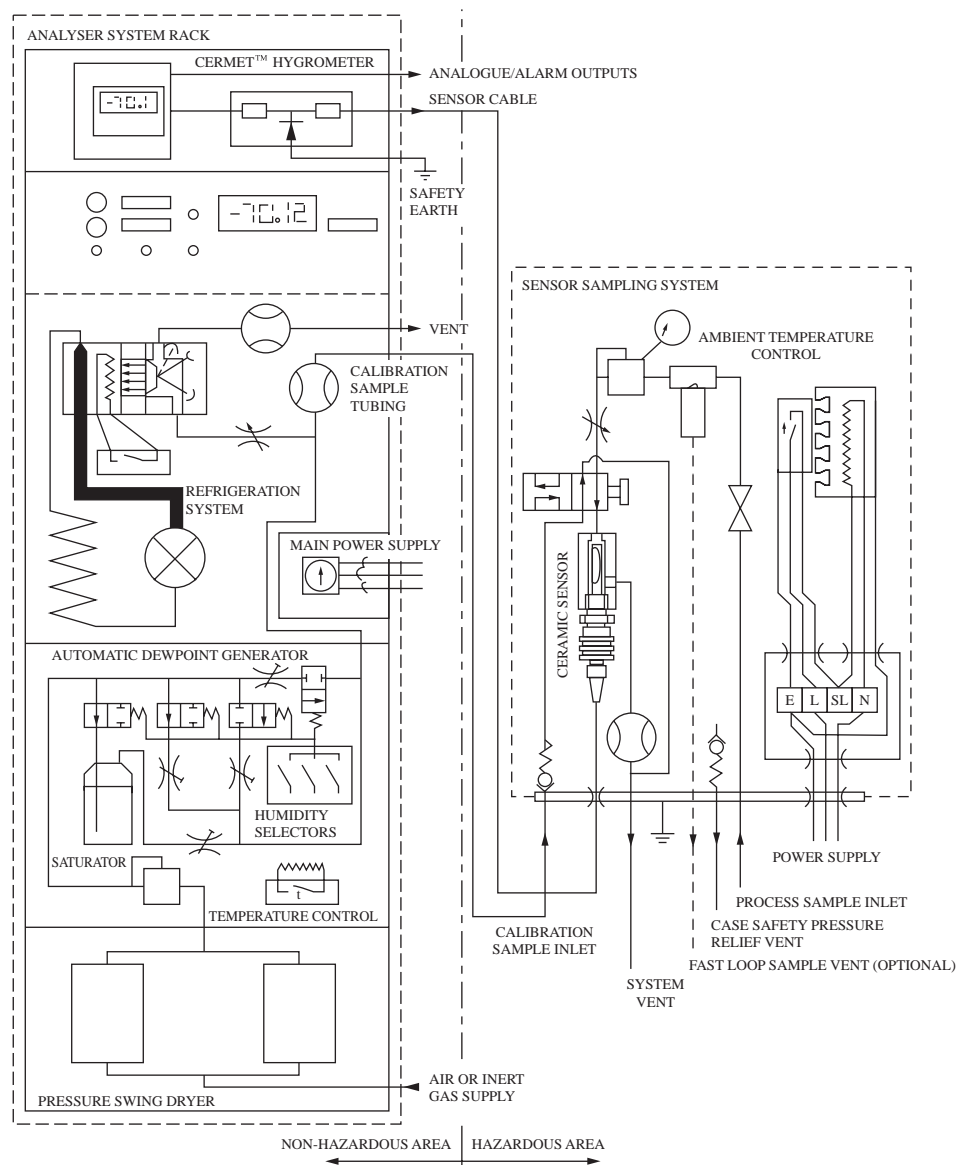 ANALYSER SYSTEM RACK
CERMET™ HYGROMETER
ANALOGUE/ALARM OUTPUTS
SENSOR CABLE
-70.1
SAFETY
EARTH
-70.12
VENT
CALIBRATION
SAMPLE
TUBING
REFRIGERATION
SYSTEM
MAIN POWER SUPPLY
AUTOMATIC DEWPOINT GENERATOR
HUMIDITY
SELECTORS
SATURATOR
t
TEMPERATURE CONTROL
PRESSURE SWING DRYER
AIR OR INERT
GAS SUPPLY
SENSOR SAMPLING SYSTEM
AMBIENT TEMPERATURE
CONTROL
CERAMIC SENSOR
E L SL N
POWER SUPPLY
PROCESS SAMPLE INLET
CASE SAFETY PRESSURE
RELIEF VENT
FAST LOOP SAMPLE VENT (OPTIONAL)
CALIBRATION
SAMPLE INLET
SYSTEM
VENT
NON-HAZARDOUS AREA
HAZARDOUS AREA